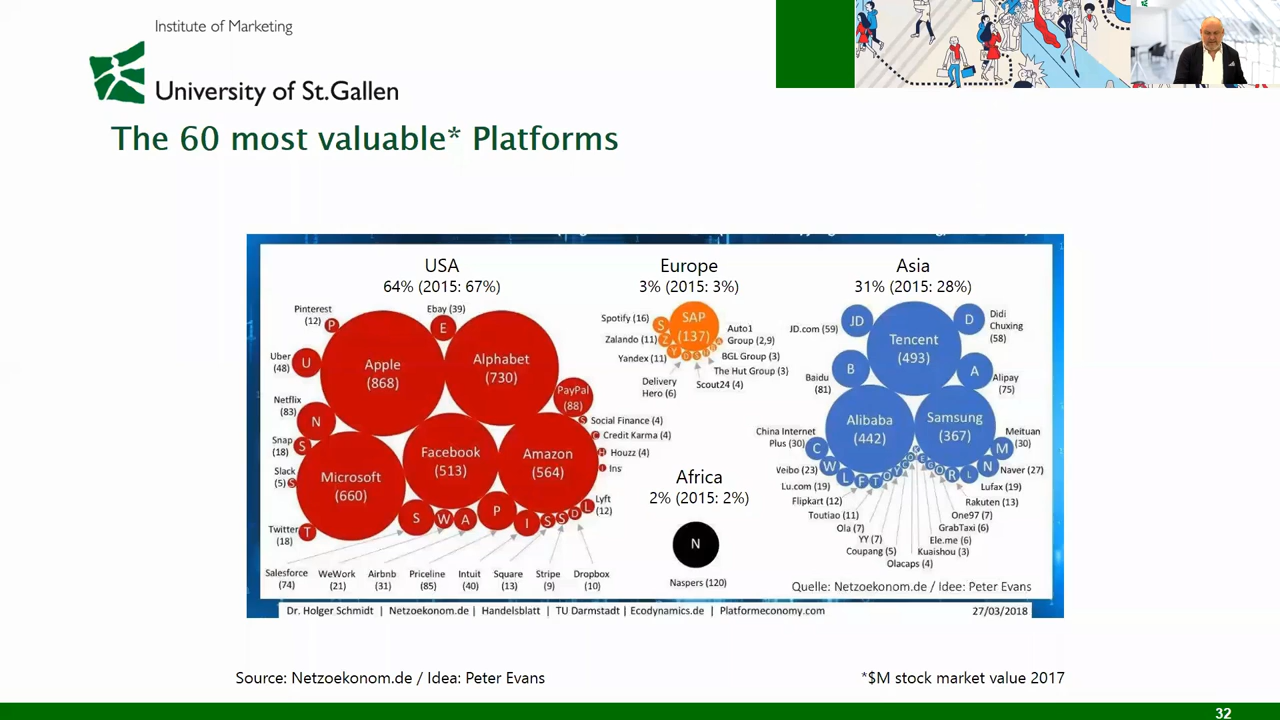 Institute of Marketing
University of St.Gallen
The 60 most valuable* Platforms
USA
64% (2015: 67%)
Pinterest
(12)
P
Ebay (39)
E
Uber
(48)
U
Apple
(868)
Alphabet
(730)
Netflix
(83)
N
PayPal
(88)
Snap
(18)
S
Slack
(5)
S
Microsoft
(660)
Facebook
(513)
Amazon
(564)
S
Social Finance (4)
C
Credit Karma (4)
H
Houzz (4)
I
Ins
L
Lyft
(12)
Twitter
(18)
T
S
W
A
P
I
S
S
D
Salesforce
(74)
WeWork
(21)
Airbnb
(31)
Priceline
(85)
Intuit
(40)
Square
(13)
Stripe
(9)
Dropbox
(10)
Europe
3% (2015: 3%)
Spotify (16)
S
SAP
(137)
Zalando (11)
Z
Yandex (11)
Y
Auto1
Group (2,9)
BGL Group (3)
The Hut Group (3)
Scout24 (4)
Delivery
Hero (6)
Africa
2% (2015: 2%)
N
Naspers (120)
Asia
31% (2015: 28%)
JD.com (59)
JD
D
Didi
Chuxing
(58)
Tencent
(493)
B
Baidu
(81)
A
Alipay
(75)
Alibaba
(442)
Samsung
(367)
China Internet
Plus (30)
C
M
Meituan
(30)
Veibo (23)
W
N
Naver (27)
Lu.com (19)
L
L
Lufax (19)
Flipkart (12)
F
R
Rakuten (13)
Toutiao (11)
T
One97 (7)
Ola (7)
GrabTaxi (6)
YY (7)
Ele.me (6)
Coupang (5)
Kuaishou (3)
Olacaps (4)
Quelle: Netzoekonom.de / Idee: Peter Evans
Dr. Holger Schmidt | Netzoekonom.de | Handelsblatt | TU Darmstadt | Ecodynamics.de | Platformeconomy.com
27/03/2018
Source: Netzoekonom.de / Idea: Peter Evans
*$M stock market value 2017
32